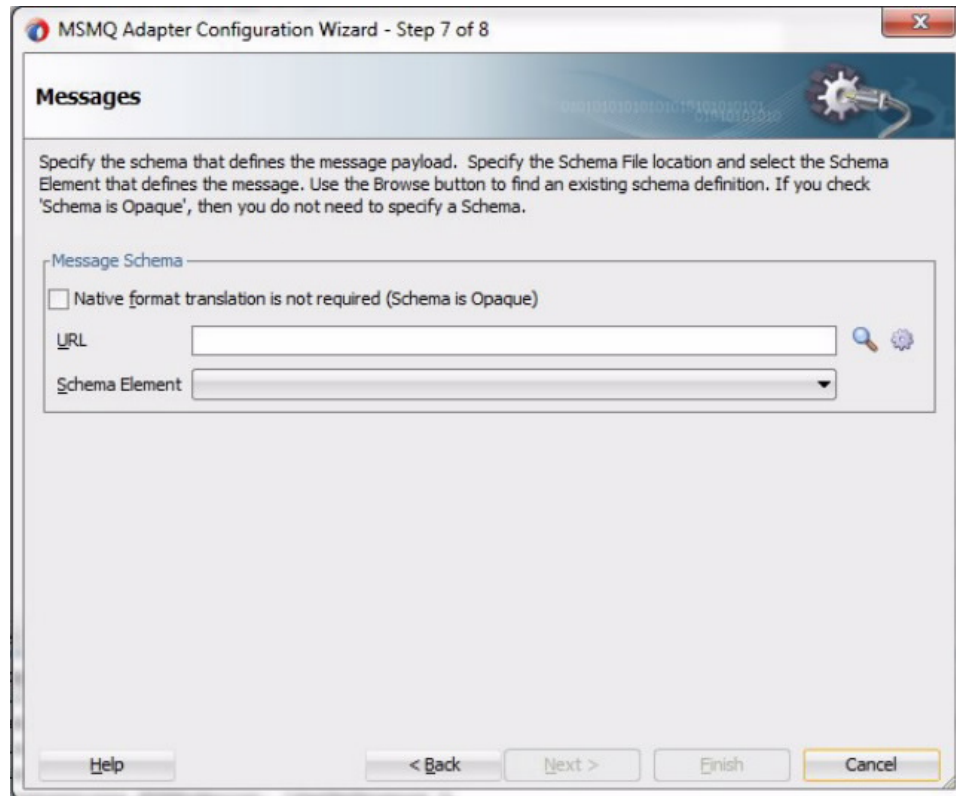 MSMQ Adapter Configuration Wizard - Step 7 of 8
Messages
Specify the schema that defines the message payload. Specify the Schema File location and select the Schema
Element that defines the message. Use the Browse button to find an existing schema definition. If you check
'Schema is Opaque', then you do not need to specify a Schema.
Message Schema
Native format translation is not required (Schema is Opaque)
URL
Schema Element
Help
< Back
Next >
Finish
Cancel